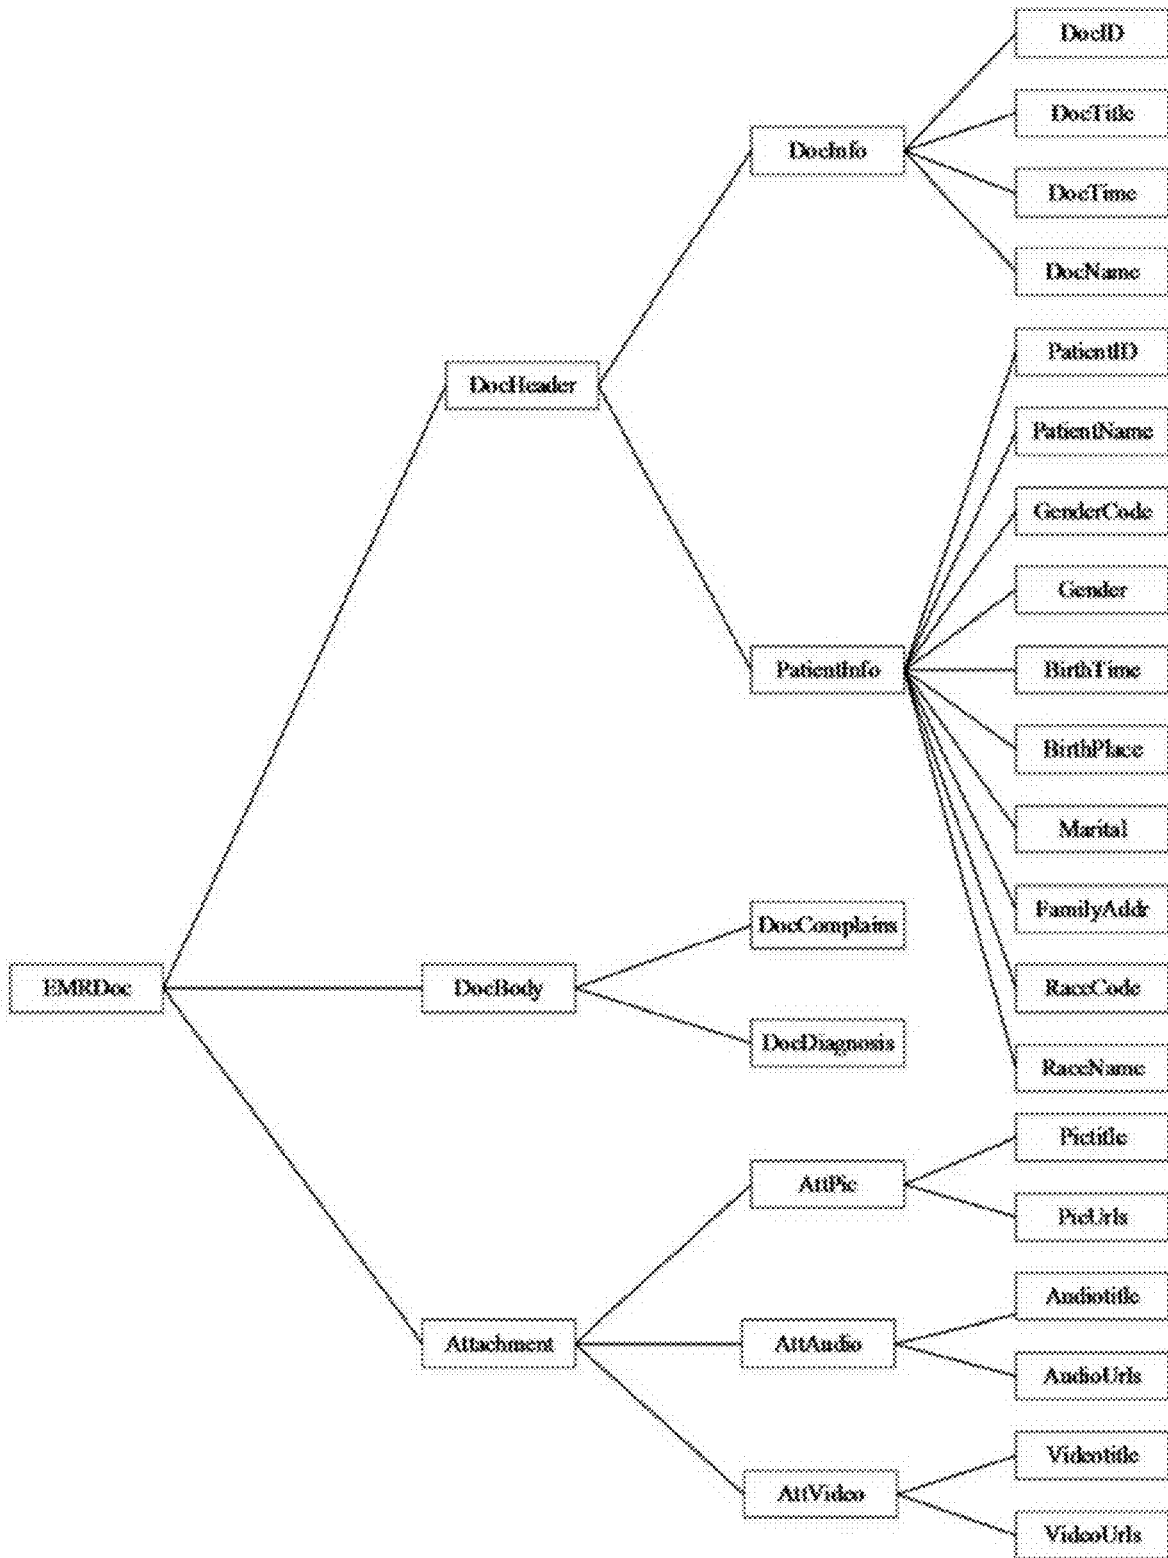 DocID
DocTitle
DocInfo
DocTime
DocName
PatientID
DocHeader
PatientName
GenderCode
Gender
PatientInfo
BirthTime
BirthPlace
Marital
FamilyAddr
DocComplains
EMRDoc
DocBody
RaceCode
DocDiagnosis
RaceName
Pictitle
AttPic
PicUrls
Audiotitle
Attachment
AttAudio
AudioUrls
Videotitle
AttVideo
VideoUrls